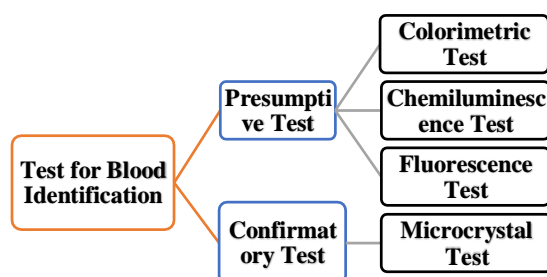 Test for Blood
Identification
Presumpti
ve Test
Colorimetric
Test
Chemiluminesc
ence Test
Fluorescence
Test
Confirmat
ory Test
Microcrystal
Test